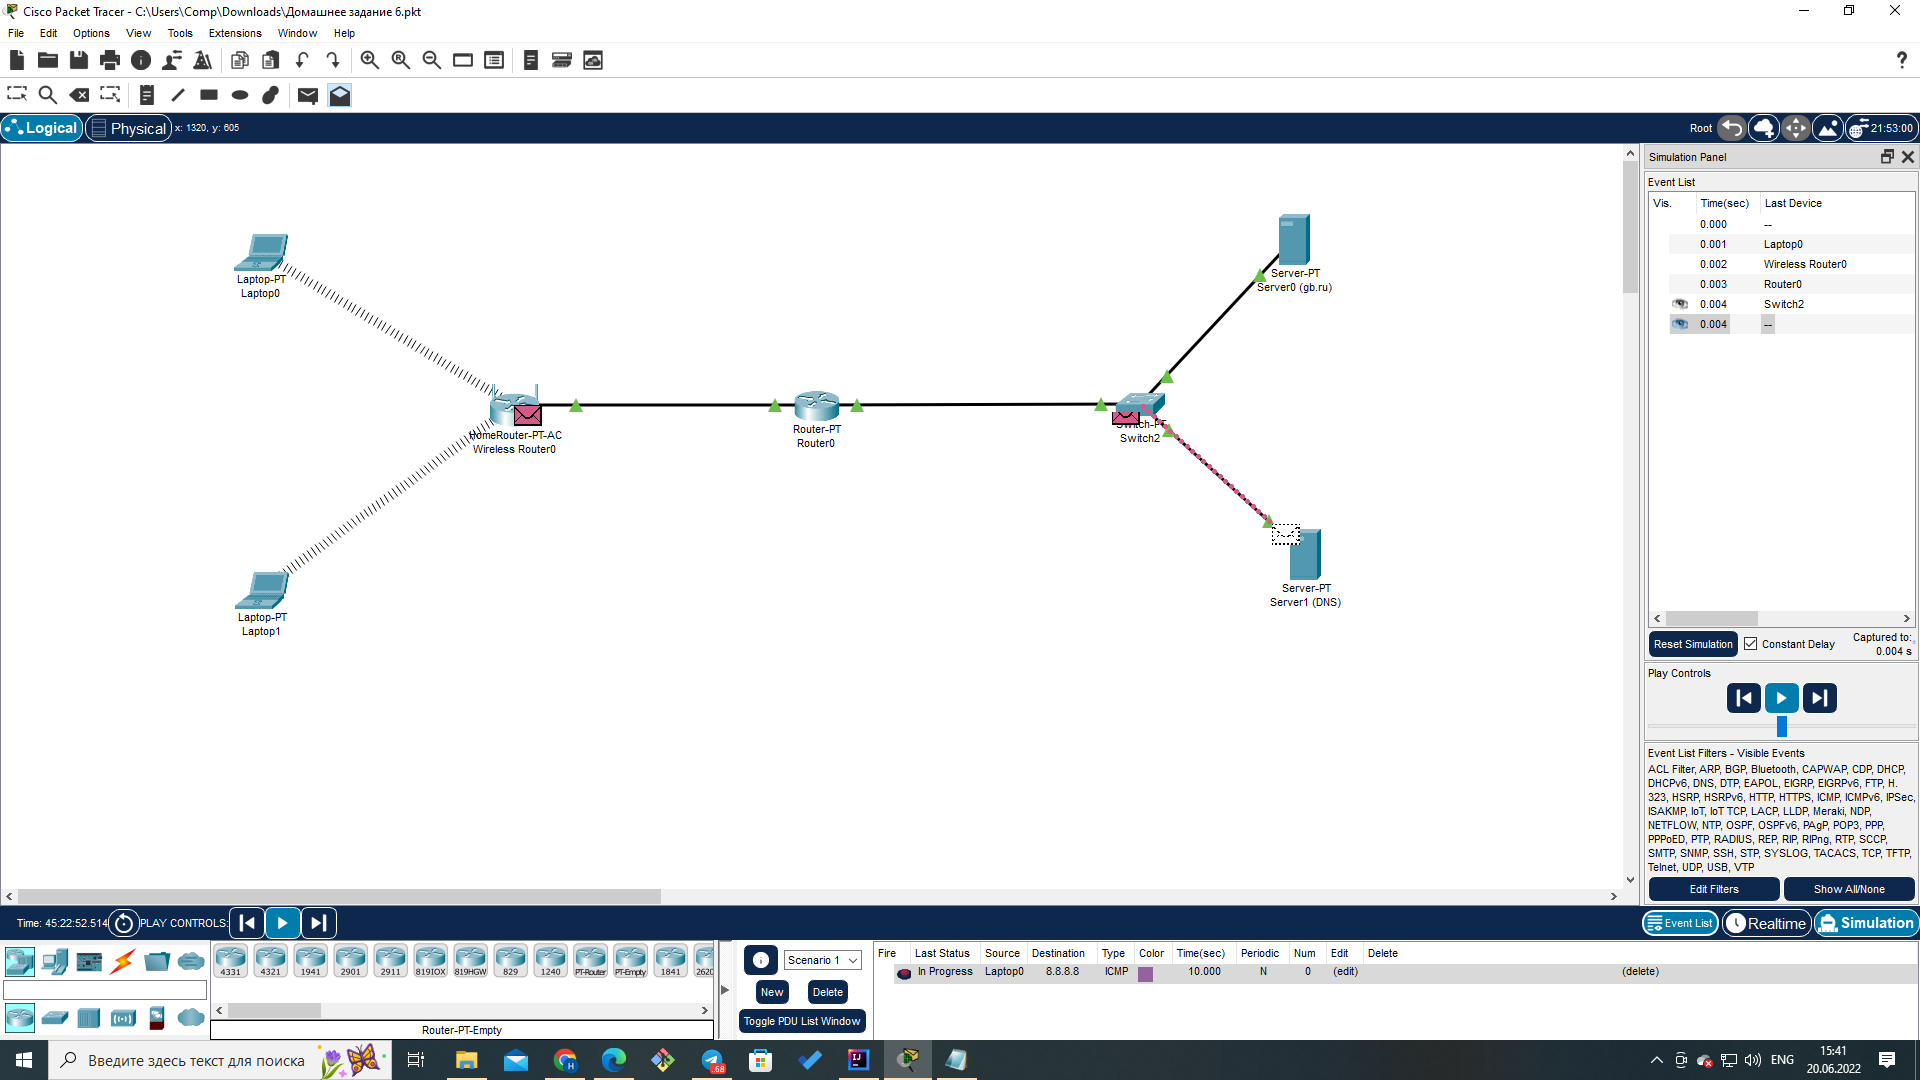 Cisco Packet Tracer - C:\Users\Comp\Downloads\Домашнее задание 6.pkt
File Edit Options View Tools Extensions Window Help
Logical Physical x: 1320, y: 605
Root 21:53:00
Laptop-PT
Laptop0
HomeRouter-PT-AC
Wireless Router0
Laptop-PT
Laptop1
Router-PT
Router0
Switch-PT
Switch2
Server-PT
Server0 (gb.ru)
Server-PT
Server1 (DNS)
Simulation Panel
Event List
Vis. Time(sec) Last Device
0.000 --
0.001 Laptop0
0.002 Wireless Router0
0.003 Router0
0.004 Switch2
0.004 --
Reset Simulation Constant Delay Captured to:
0.004 s
Play Controls
Event List Filters - Visible Events
ACL Filter, ARP, BGP, Bluetooth, CAPWAP, CDP, DHCP,
DHCPv6, DNS, DTP, EAPOL, EIGRP, EIGRPv6, FTP, H.
323, HSRP, HSRPv6, HTTP, HTTPS, ICMP, ICMPv6, IPSec,
ISAKMP, IoT, IoT TCP, LACP, LLDP, Meraki, NDP,
NETFLOW, NTP, OSPF, OSPFv6, PAgP, POP3, PPP,
PPPoED, PTP, RADIUS, REP, RIP, RIPng, RTP, SCCP,
SMTP, SNMP, SSH, STP, SYSLOG, TACACS, TCP, TFTP,
Telnet, UDP, USB, VTP
Edit Filters Show All/None
Time: 45:22:52.514 PLAY CONTROLS:
Event List Realtime Simulation
4331 4321 1941 2901 2911 819IOX 819HGW 829 1240 PT-Router PT-Empty 1841 2620
Router-PT-Empty
Scenario 1
New Delete
Toggle PDU List Window
Fire Last Status Source Destination Type Color Time(sec) Periodic Num Edit Delete
In Progress Laptop0 8.8.8.8 ICMP 10.000 N 0 (edit) (delete)
Введите здесь текст для поиска
68
ENG
15:41
20.06.2022